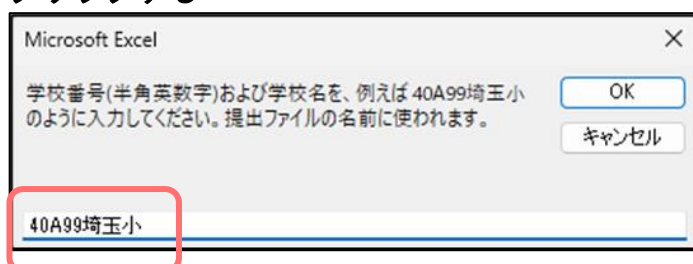 Microsoft Excel
学校番号(半角英数字)および学校名を、例えば 40A99埼玉小
のように入力してください。提出ファイルの名前に使われます。
OK
キャンセル
40A99埼玉小